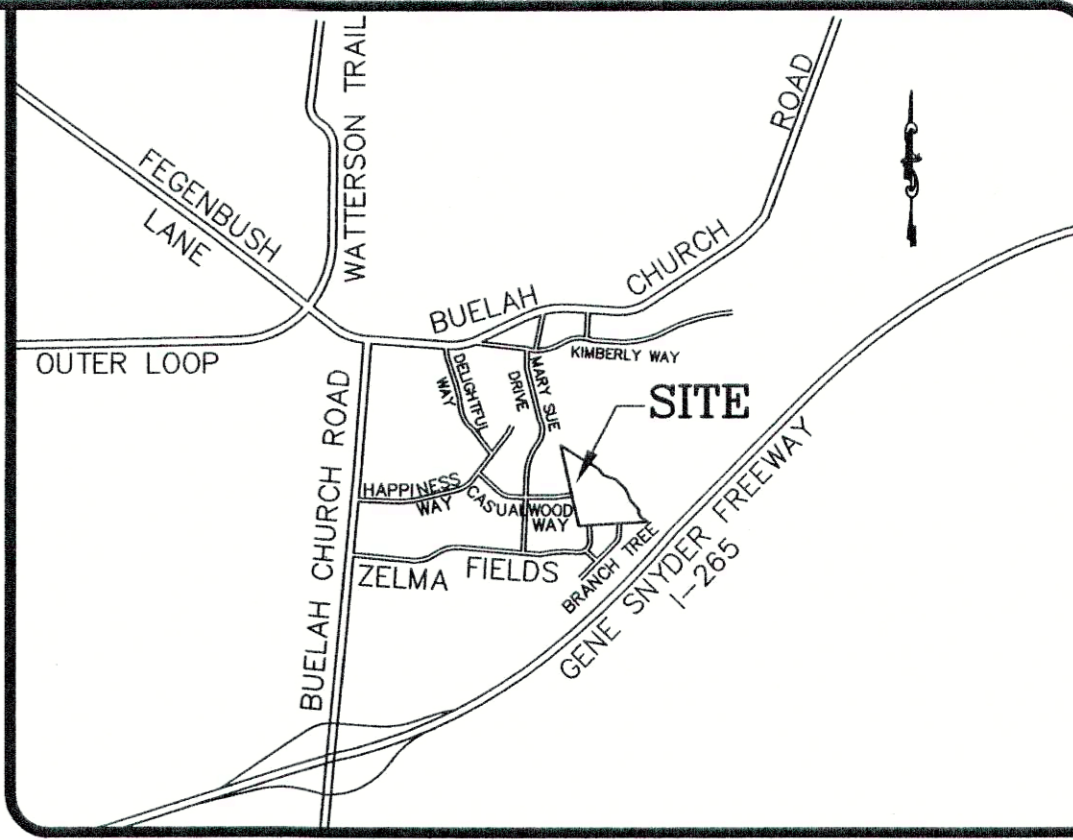 WATTERSON TRAIL
ROAD
FEGENBUSH
LANE
CHURCH
BUELAH
OUTER LOOP
KIMBERLY WAY
DELIGHTFUL
WAY
MARY SUE
DRIVE
SITE
BUELAH CHURCH ROAD
HAPPINESS
WAY
CASUALWOOD
WAY
ZELMA FIELDS
BRANCH TREE
GENE SNYDER FREEWAY
I-265